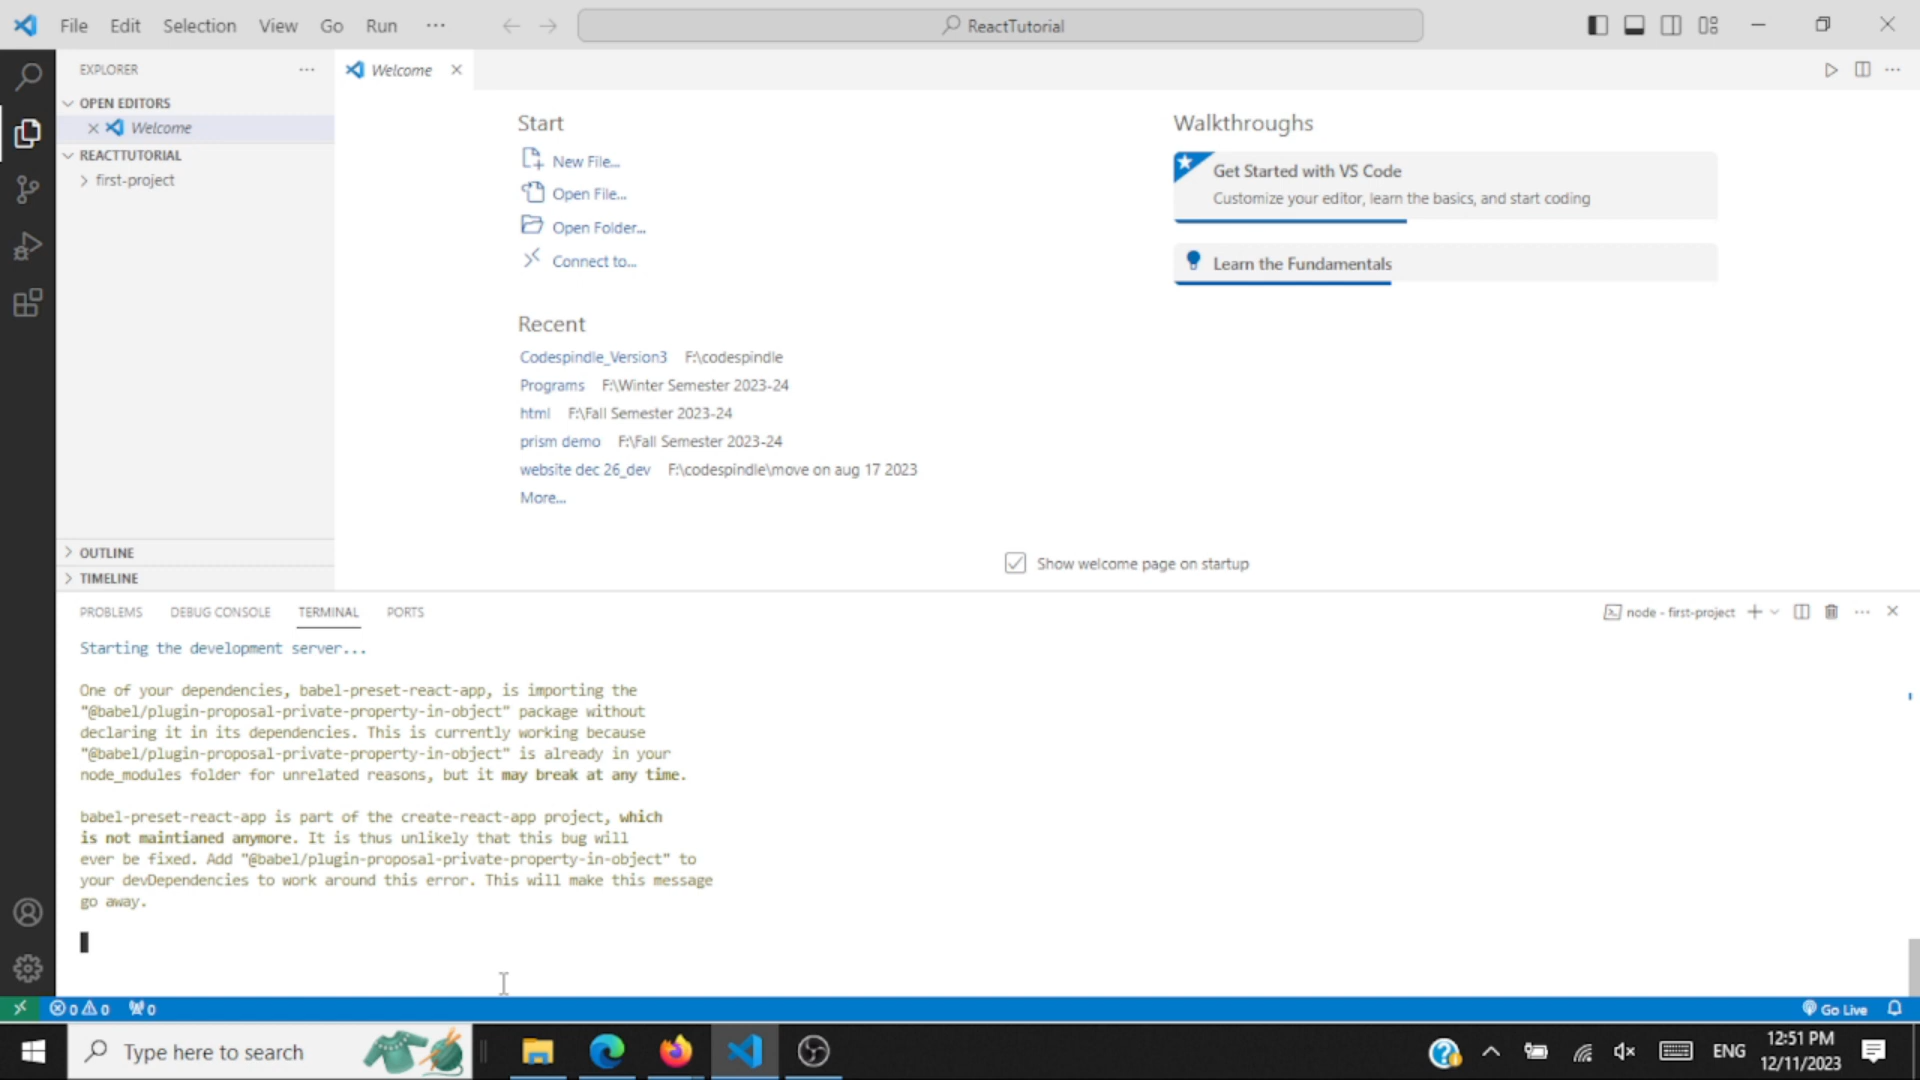 File Edit Selection View Go Run ···
ReactTutorial
EXPLORER
Welcome
OPEN EDITORS
Welcome
REACTTUTORIAL
first-project
Start
New File...
Open File...
Open Folder...
Connect to...
Recent
Codespindle_Version3 F:\codespindle
Programs F:\Winter Semester 2023-24
html F:\Fall Semester 2023-24
prism demo F:\Fall Semester 2023-24
website dec 26_dev F:\codespindle\move on aug 17 2023
More...
Walkthroughs
Get Started with VS Code
Customize your editor, learn the basics, and start coding
Learn the Fundamentals
Show welcome page on startup
OUTLINE
TIMELINE
PROBLEMS DEBUG CONSOLE TERMINAL PORTS
node - first-project
Starting the development server...
One of your dependencies, babel-preset-react-app, is importing the
"@babel/plugin-proposal-private-property-in-object" package without
declaring it in its dependencies. This is currently working because
"@babel/plugin-proposal-private-property-in-object" is already in your
node_modules folder for unrelated reasons, but it may break at any time.
babel-preset-react-app is part of the create-react-app project, which
is not maintianed anymore. It is thus unlikely that this bug will
ever be fixed. Add "@babel/plugin-proposal-private-property-in-object" to
your devDependencies to work around this error. This will make this message
go away.
0 0 0
Go Live
Type here to search
ENG
12:51 PM
12/11/2023